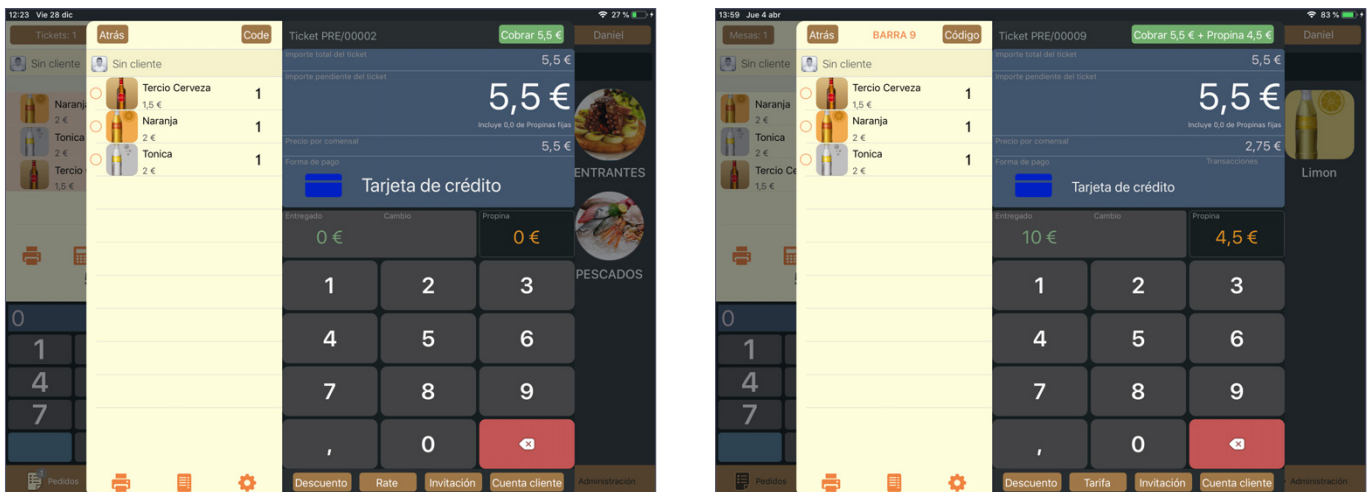 12:23 Vie 28 dic
27 %
Tickets: 1
Atrás
Code
Ticket PRE/00002
Cobrar 5,5 €
Daniel
Sin cliente
Sin cliente
Importe total del ticket
5,5 €
Importe pendiente del ticket
5,5 €
Incluye 0,0 de Propinas fijas
Precio por comensal
5,5 €
Forma de pago
Tarjeta de crédito
Naranj
2 €
Tonica
2 €
Tercio
1,5 €
Tercio Cerveza
1,5 €
1
Naranja
2 €
1
Tonica
2 €
1
ENTRANTES
PESCADOS
Entregado
Cambio
Propina
0 €
0 €
0
1
4
7
1
2
3
4
5
6
7
8
9
,
0
Pedidos
Descuento
Rate
Invitación
Cuenta cliente
Administración
13:59 Jue 4 abr
83 %
Mesas: 1
Atrás
BARRA 9
Código
Ticket PRE/00009
Cobrar 5,5 € + Propina 4,5 €
Daniel
Sin cliente
Sin cliente
Importe total del ticket
5,5 €
Importe pendiente del ticket
5,5 €
Incluye 0,0 de Propinas fijas
Precio por comensal
2,75 €
Forma de pago
Transacciones
Tarjeta de crédito
Naranja
2 €
Tonica
2 €
Tercio Ce
1,5 €
Tercio Cerveza
1,5 €
1
Naranja
2 €
1
Tonica
2 €
1
Limon
Entregado
Cambio
Propina
10 €
4,5 €
0
1
4
7
1
2
3
4
5
6
7
8
9
,
0
Pedidos
Descuento
Tarifa
Invitación
Cuenta cliente
Administración